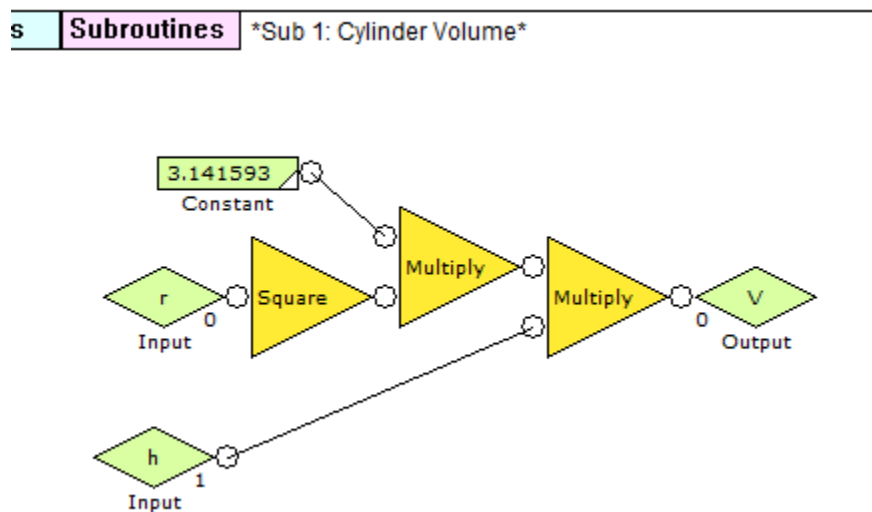 s Subroutines *Sub 1: Cylinder Volume*
3.141593
Constant
Multiply
r
Square
Multiply
V
0
0
Input
Output
h
1
Input